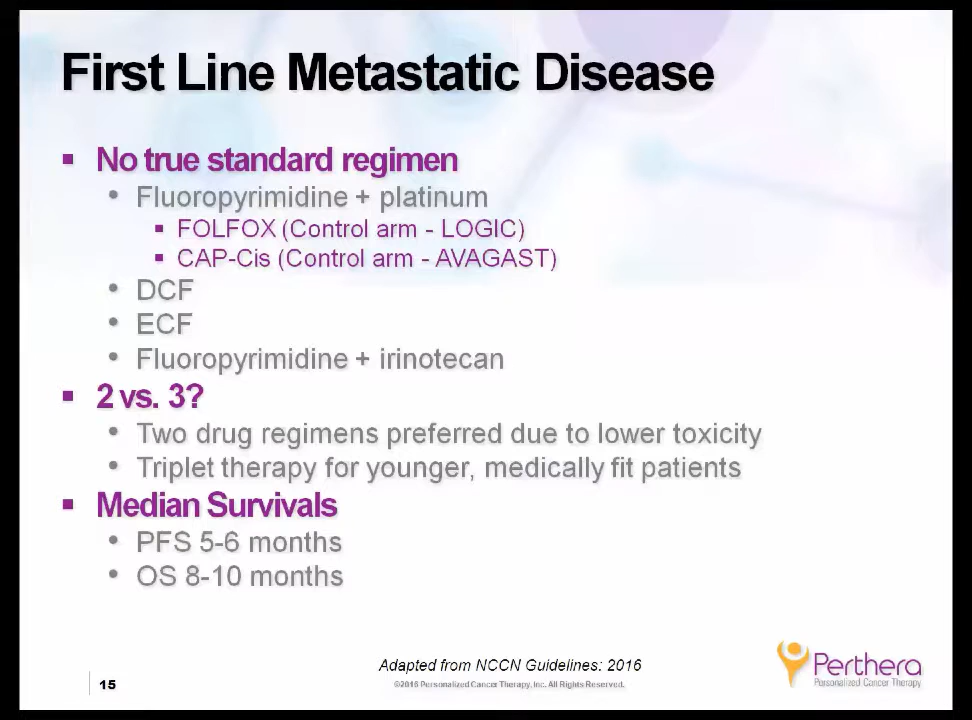 First Line Metastatic Disease
▪ No true standard regimen
• Fluoropyrimidine + platinum
▪ FOLFOX (Control arm - LOGIC)
▪ CAP-Cis (Control arm - AVAGAST)
• DCF
• ECF
• Fluoropyrimidine + irinotecan
▪ 2 vs. 3?
• Two drug regimens preferred due to lower toxicity
• Triplet therapy for younger, medically fit patients
▪ Median Survivals
• PFS 5-6 months
• OS 8-10 months
Adapted from NCCN Guidelines: 2016
©2016 Personalized Cancer Therapy, Inc. All Rights Reserved.
15
Perthera
Personalized Cancer Therapy